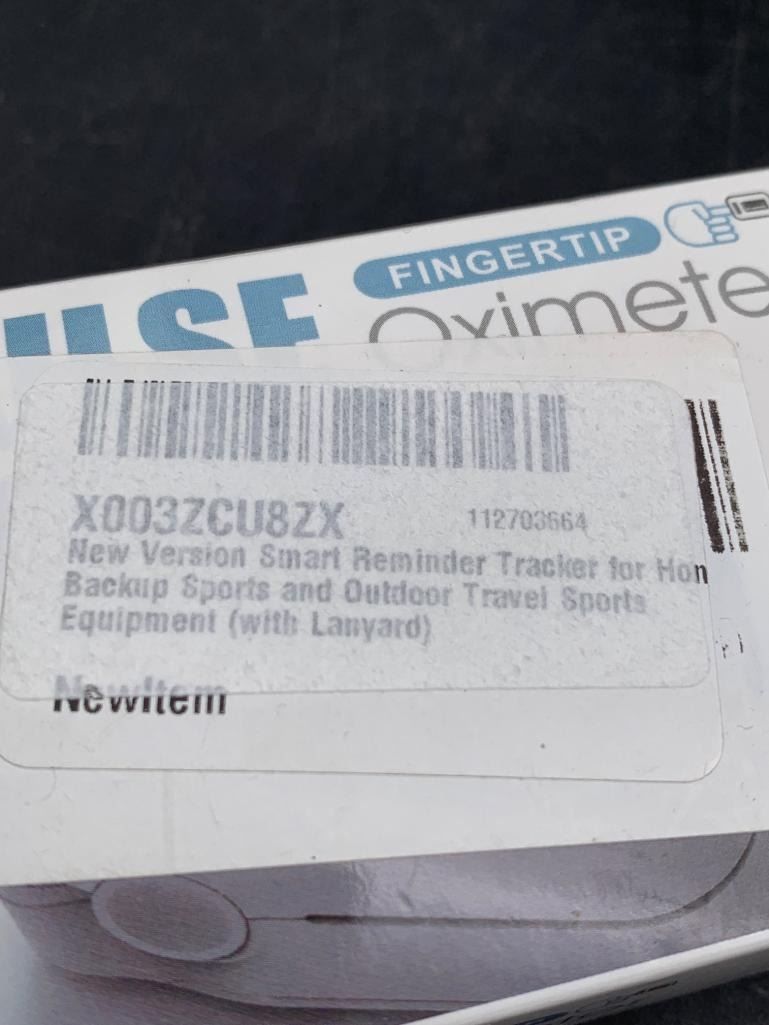 FINGERTIP
Oximete
X003ZCU8ZX 112703664
New Version Smart Reminder Tracker for Hom
Backup Sports and Outdoor Travel Sports
Equipment (with Lanyard)
NewItem